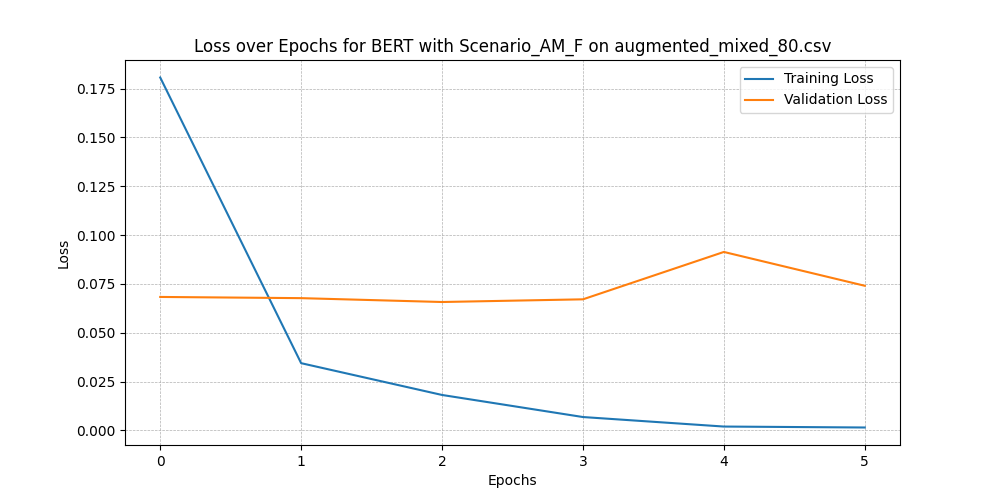 Loss over Epochs for BERT with Scenario_AM_F on augmented_mixed_80.csv
Training Loss
Validation Loss
0.175
0.150
0.125
0.100
0.075
0.050
0.025
0.000
Loss
0 1 2 3 4 5
Epochs